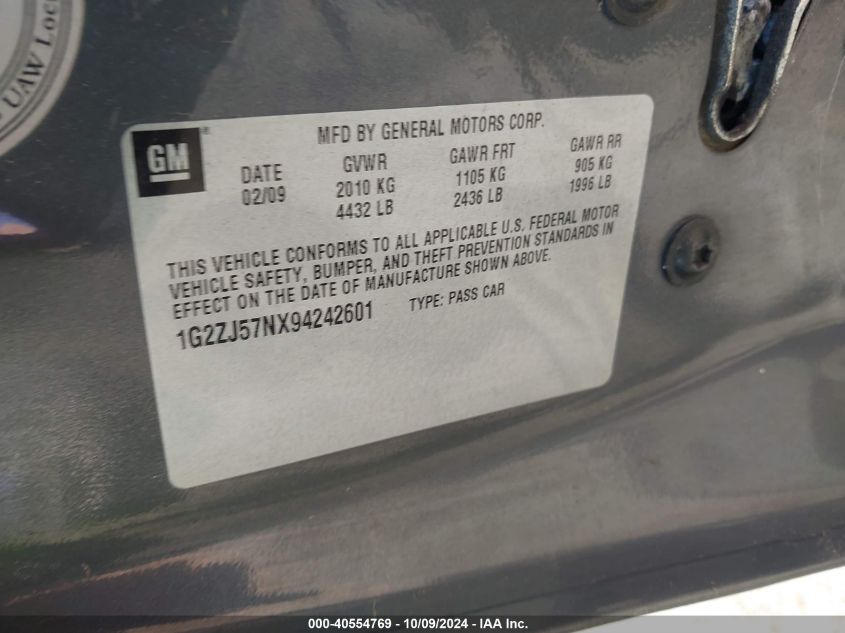 UAW Loc
GM
MFD BY GENERAL MOTORS CORP.
DATE GVWR GAWR FRT GAWR RR
02/09 2010 KG 1105 KG 905 KG
4432 LB 2436 LB 1996 LB
THIS VEHICLE CONFORMS TO ALL APPLICABLE U.S. FEDERAL MOTOR
VEHICLE SAFETY, BUMPER, AND THEFT PREVENTION STANDARDS IN
EFFECT ON THE DATE OF MANUFACTURE SHOWN ABOVE.
1G2ZJ57NX94242601 TYPE: PASS CAR
000-40554769 - 10/09/2024 - IAA Inc.